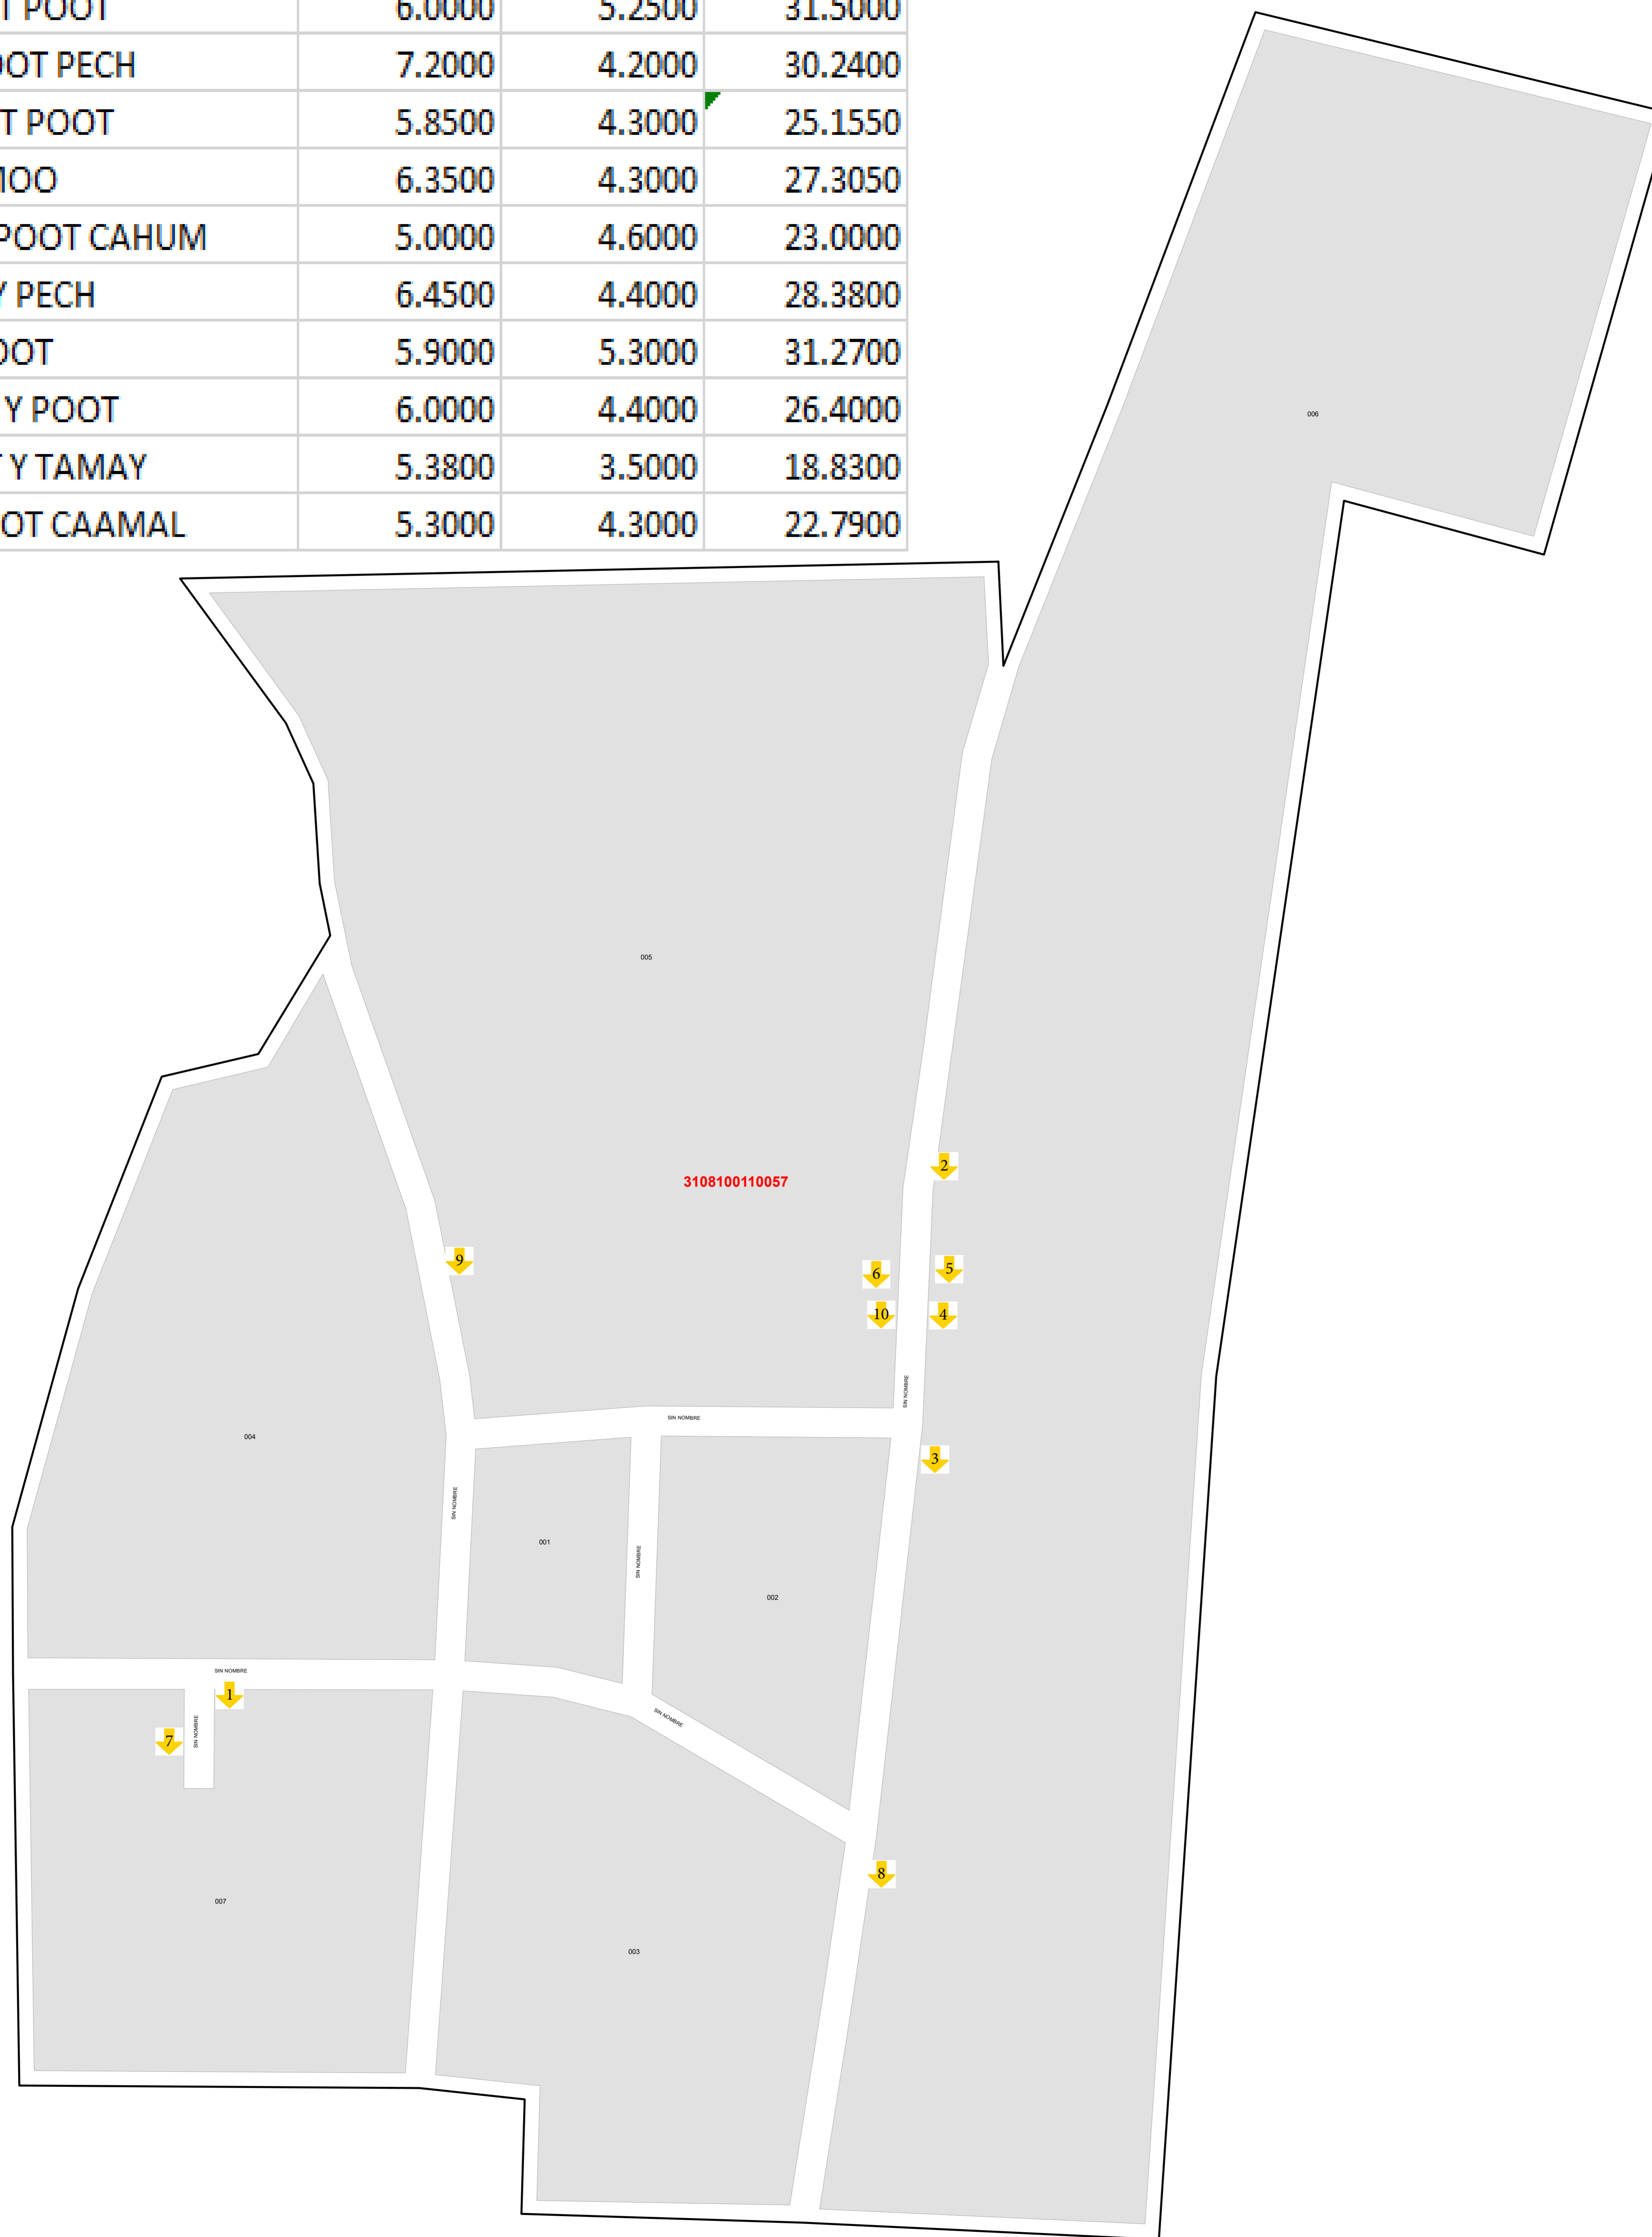 T POOT 6.0000 5.2500 31.5000
OOT PECH 7.2000 4.2000 30.2400
T POOT 5.8500 4.3000 25.1550
MOO 6.3500 4.3000 27.3050
POOT CAHUM 5.0000 4.6000 23.0000
Y PECH 6.4500 4.4000 28.3800
OOT 5.9000 5.3000 31.2700
Y POOT 6.0000 4.4000 26.4000
Y TAMAY 5.3800 3.5000 18.8300
OT CAAMAL 5.3000 4.3000 22.7900
006
005
2
3108100110057
9
6
5
10
4
SIN NOMBRE
SIN NOMBRE
004
3
SIN NOMBRE
001
SIN NOMBRE
002
SIN NOMBRE
1
SIN NOMBRE
7
SIN NOMBRE
8
007
003